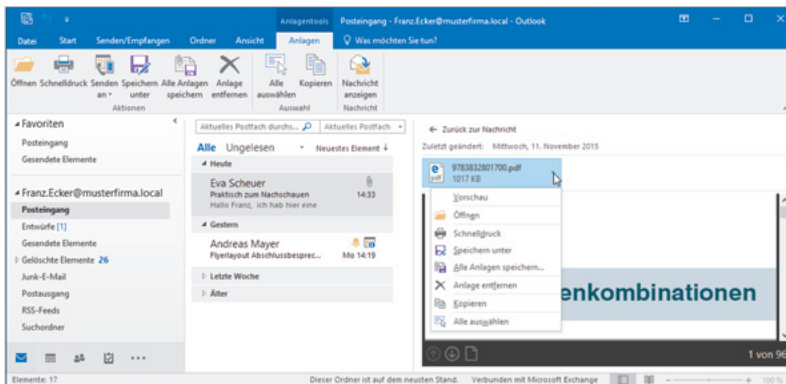 Anlagentools Posteingang - Franz.Ecker@musterfirma.local - Outlook
Datei Start Senden/Empfangen Ordner Ansicht Anlagen Was möchten Sie tun?
Öffnen Schnelldruck Senden an Speichern unter Alle Anlagen speichern Anlage entfernen Alle auswählen Kopieren Nachricht anzeigen
Aktionen Auswahl Nachricht
Favoriten
Posteingang
Gesendete Elemente
Franz.Ecker@musterfirma.local
Posteingang
Entwürfe [1]
Gesendete Elemente
Gelöschte Elemente 26
Junk-E-Mail
Postausgang
RSS-Feeds
Suchordner
Aktuelles Postfach durchs... Aktuelles Postfach
Alle Ungelesen Neuestes Element ↓
Heute
Eva Scheuer
Praktisch zum Nachschauen 14:33
Hallo Franz, ich hab hier eine
Gestern
Andreas Mayer
Flyerlayout Abschlussbesprec... Mo 14:19
Letzte Woche
Älter
← Zurück zur Nachricht
Zuletzt geändert: Mittwoch, 11. November 2015
9783832801700.pdf
pdf 1017 KB
Vorschau
Öffnen
Schnelldruck
Speichern unter
Alle Anlagen speichern...
Anlage entfernen
Kopieren
Alle auswählen
enkombinationen
1 von 96
Elemente: 17 Dieser Ordner ist auf dem neusten Stand. Verbunden mit Microsoft Exchange 100 %